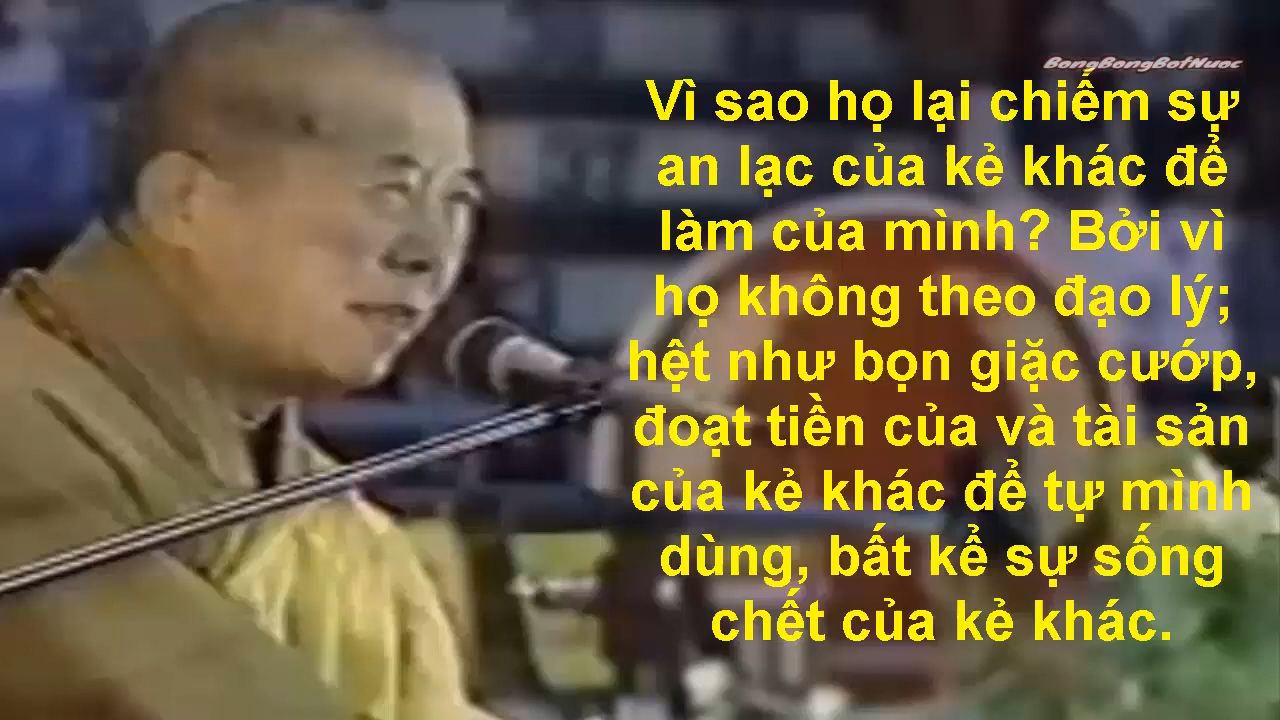 BongBongBotNuoc
Vì sao họ lại chiếm sự
an lạc của kẻ khác để
làm của mình? Bởi vì
họ không theo đạo lý;
hệt như bọn giặc cướp,
đoạt tiền của và tài sản
của kẻ khác để tự mình
dùng, bất kể sự sống
chết của kẻ khác.